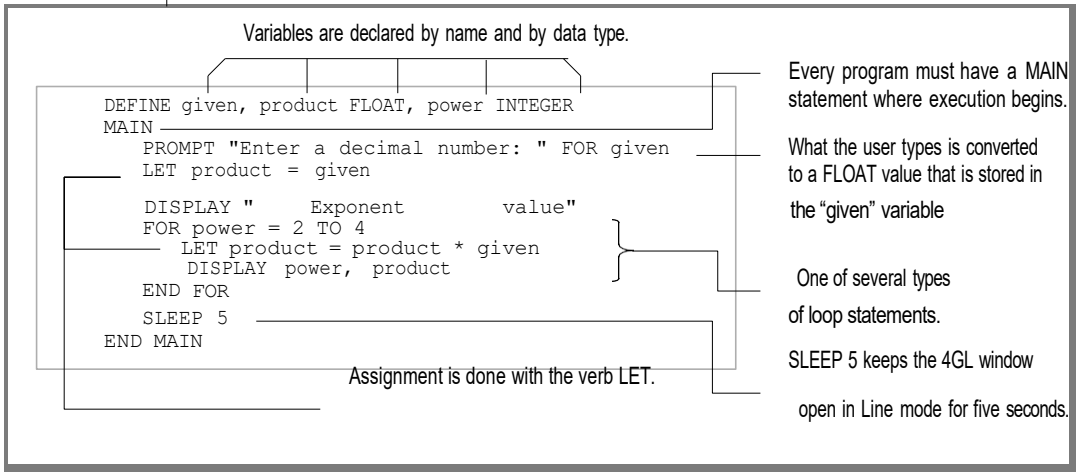 Variables are declared by name and by data type.
DEFINE given, product FLOAT, power INTEGER
MAIN
PROMPT "Enter a decimal number: " FOR given
LET product = given
DISPLAY " Exponent value"
FOR power = 2 TO 4
LET product = product * given
DISPLAY power, product
END FOR
SLEEP 5
END MAIN
Assignment is done with the verb LET.
Every program must have a MAIN
statement where execution begins.
What the user types is converted
to a FLOAT value that is stored in
the “given” variable
One of several types
of loop statements.
SLEEP 5 keeps the 4GL window
open in Line mode for five seconds.